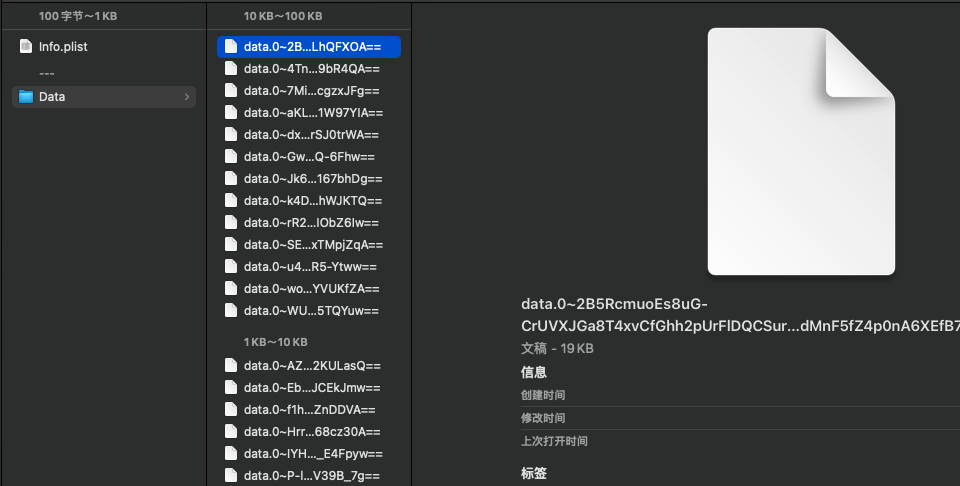 100 字节～1 KB
Info.plist
---
Data
10 KB～100 KB
data.0~2B...LhQFXOA==
data.0~4Tn...9bR4QA==
data.0~7Mi...cgzxJFg==
data.0~aKL...1W97YIA==
data.0~dx...rSJ0trWA==
data.0~Gw...Q-6Fhw==
data.0~Jk6...167bhDg==
data.0~k4D...hWJKTQ==
data.0~rR2...IObZ6Iw==
data.0~SE...xTMpjZqA==
data.0~u4...R5-Ytww==
data.0~wo...YVUKfZA==
data.0~WU...5TQYuw==
1 KB～10 KB
data.0~AZ...2KULasQ==
data.0~Eb...JCEkJmw==
data.0~f1h...ZnDDVA==
data.0~Hrr...68cz30A==
data.0~IYH..._E4Fpyw==
data.0~P-l...V39B_7g==
data.0~2B5RcmuoEs8uG-
CrUVXJGa8T4xvCfGhh2pUrFlDQCSur...dMnF5fZ4p0nA6XEfB7
文稿 - 19 KB
信息
创建时间
修改时间
上次打开时间
标签